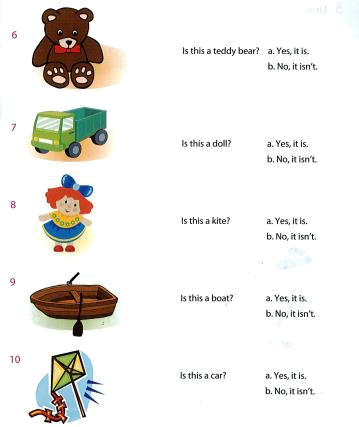 6
Is this a teddy bear? a. Yes, it is.
b. No, it isn't.
7
Is this a doll? a. Yes, it is.
b. No, it isn't.
8
Is this a kite? a. Yes, it is.
b. No, it isn't.
9
Is this a boat? a. Yes, it is.
b. No, it isn't.
10
Is this a car? a. Yes, it is.
b. No, it isn't.